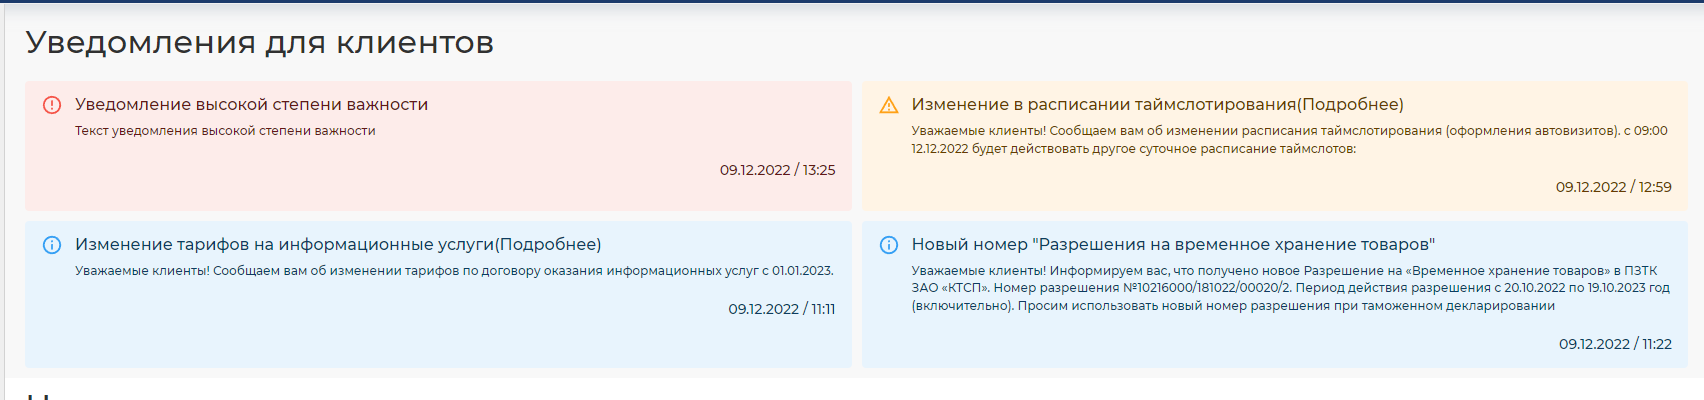 Уведомления для клиентов
Уведомление высокой степени важности
Текст уведомления высокой степени важности
09.12.2022 / 13:25
Изменение в расписании таймслотирования(Подробнее)
Уважаемые клиенты! Сообщаем вам об изменении расписания таймслотирования (оформления автовизитов). с 09:00
12.12.2022 будет действовать другое суточное расписание таймслотов:
09.12.2022 / 12:59
Изменение тарифов на информационные услуги(Подробнее)
Уважаемые клиенты! Сообщаем вам об изменении тарифов по договору оказания информационных услуг с 01.01.2023.
09.12.2022 / 11:11
Новый номер "Разрешения на временное хранение товаров"
Уважаемые клиенты! Информируем вас, что получено новое Разрешение на «Временное хранение товаров» в ПЗТК
ЗАО «КТСП». Номер разрешения №10216000/181022/00020/2. Период действия разрешения с 20.10.2022 по 19.10.2023 год
(включительно). Просим использовать новый номер разрешения при таможенном декларировании
09.12.2022 / 11:22